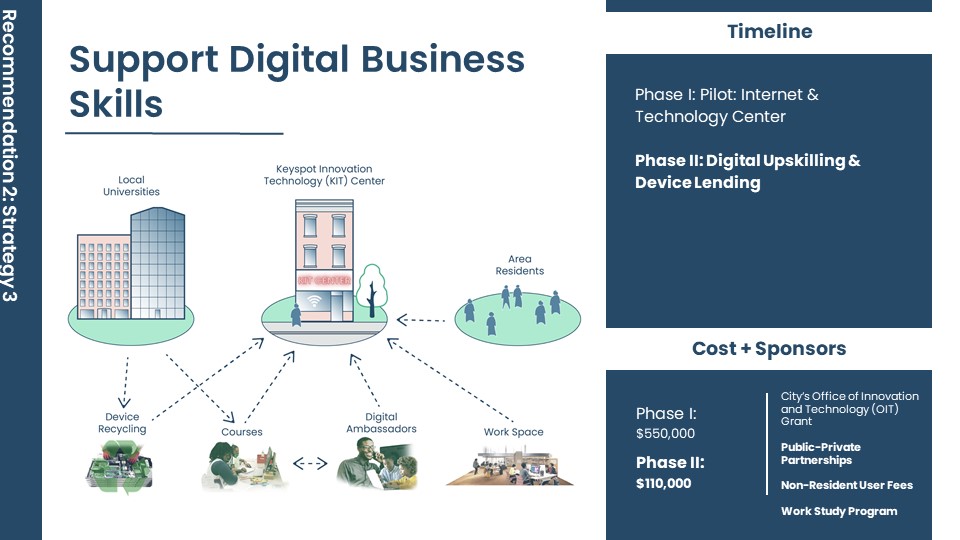 Recommendation 2: Strategy 3
Support Digital Business
Skills
Local
Universities
Keyspot Innovation
Technology (KIT) Center
KIT CENTER
Area
Residents
Device
Recycling
Courses
Digital
Ambassadors
Work Space
Timeline
Phase I: Pilot: Internet &
Technology Center
Phase II: Digital Upskilling &
Device Lending
Cost + Sponsors
Phase I:
$550,000
Phase II:
$110,000
City's Office of Innovation
and Technology (OIT)
Grant
Public-Private
Partnerships
Non-Resident User Fees
Work Study Program